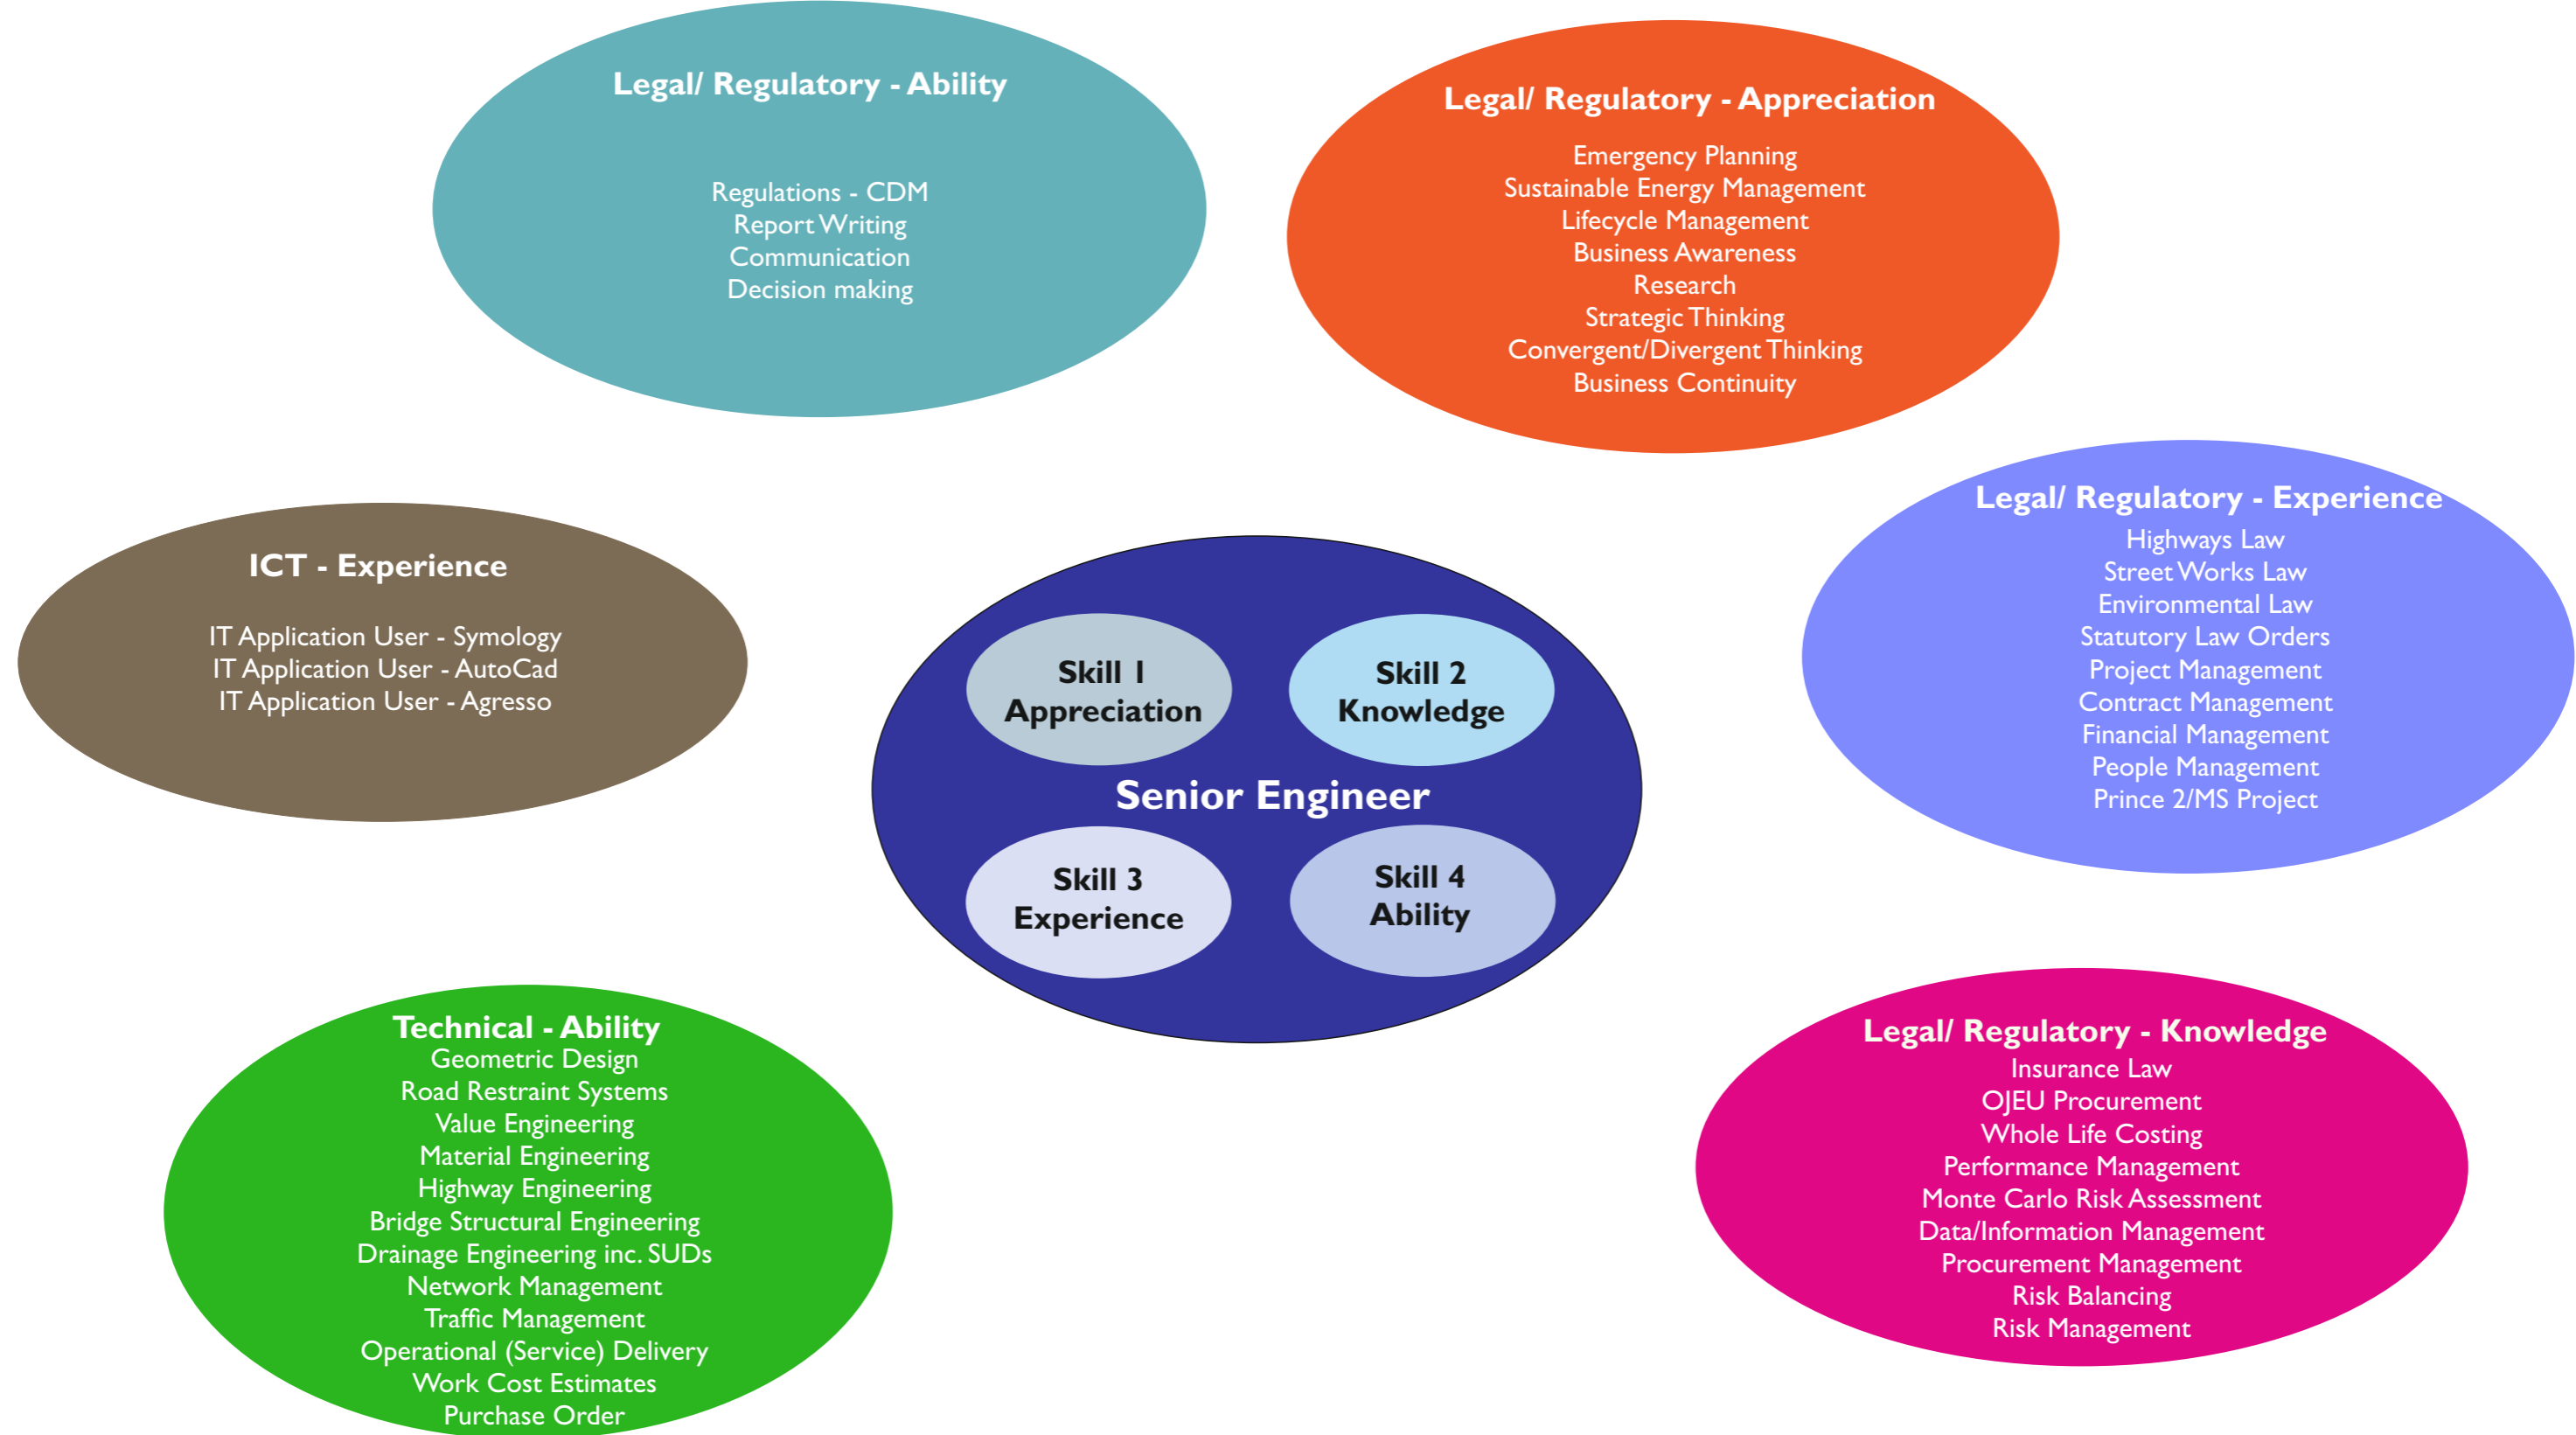 Legal/ Regulatory - Ability
Regulations - CDM
Report Writing
Communication
Decision making
Legal/ Regulatory - Appreciation
Emergency Planning
Sustainable Energy Management
Lifecycle Management
Business Awareness
Research
Strategic Thinking
Convergent/Divergent Thinking
Business Continuity
ICT - Experience
IT Application User - Symology
IT Application User - AutoCad
IT Application User - Agresso
Skill 1
Appreciation
Skill 2
Knowledge
Senior Engineer
Skill 3
Experience
Skill 4
Ability
Legal/ Regulatory - Experience
Highways Law
Street Works Law
Environmental Law
Statutory Law Orders
Project Management
Contract Management
Financial Management
People Management
Prince 2/MS Project
Technical - Ability
Geometric Design
Road Restraint Systems
Value Engineering
Material Engineering
Highway Engineering
Bridge Structural Engineering
Drainage Engineering inc. SUDs
Network Management
Traffic Management
Operational (Service) Delivery
Work Cost Estimates
Purchase Order
Legal/ Regulatory - Knowledge
Insurance Law
OJEU Procurement
Whole Life Costing
Performance Management
Monte Carlo Risk Assessment
Data/Information Management
Procurement Management
Risk Balancing
Risk Management